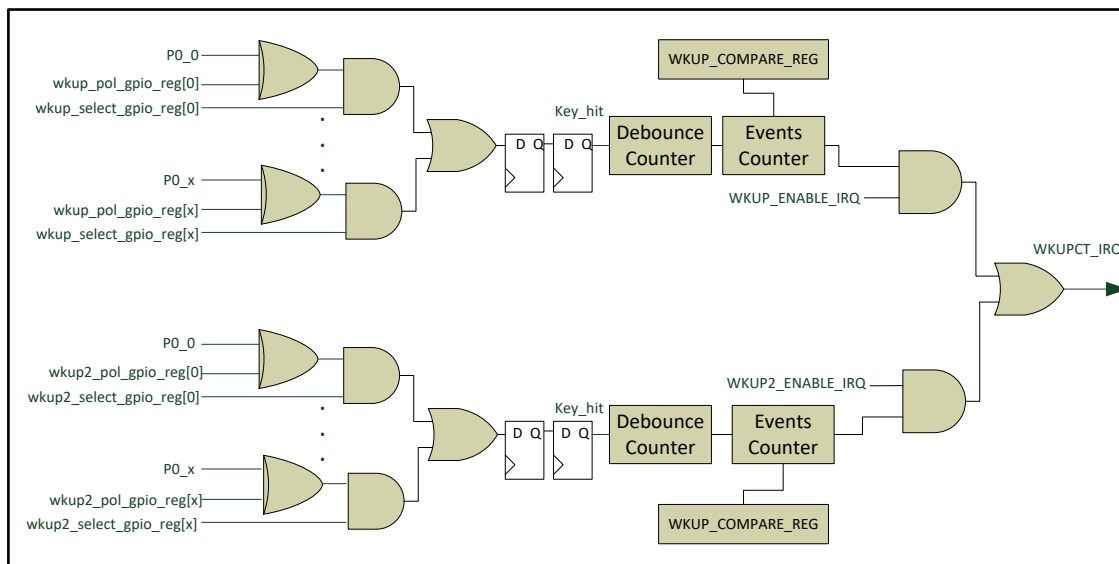 P0_0
wkup_pol_gpio_reg[0]
wkup_select_gpio_reg[0]
P0_x
wkup_pol_gpio_reg[x]
wkup_select_gpio_reg[x]
D Q
D Q
Key_hit
Debounce
Counter
WKUP_COMPARE_REG
Events
Counter
WKUP_ENABLE_IRQ
WKUPCT_IRQ
P0_0
wkup2_pol_gpio_reg[0]
wkup2_select_gpio_reg[0]
P0_x
wkup2_pol_gpio_reg[x]
wkup2_select_gpio_reg[x]
D Q
D Q
Key_hit
Debounce
Counter
Events
Counter
WKUP2_ENABLE_IRQ
WKUP_COMPARE_REG